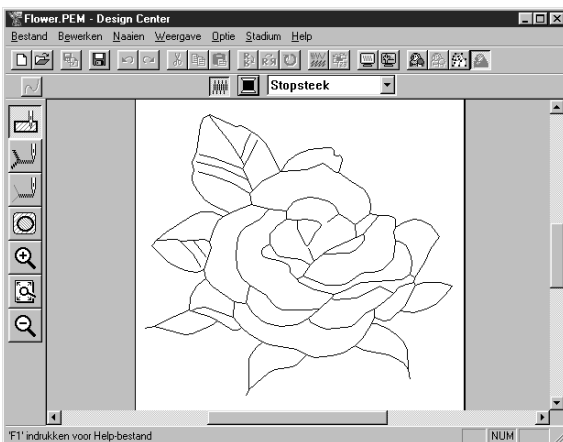 Flower.PEM - Design Center
Bestand Bewerken Naaien Weergave Optie Stadium Help
Stopsteek
'F1' indrukken voor Help-bestand
NUM